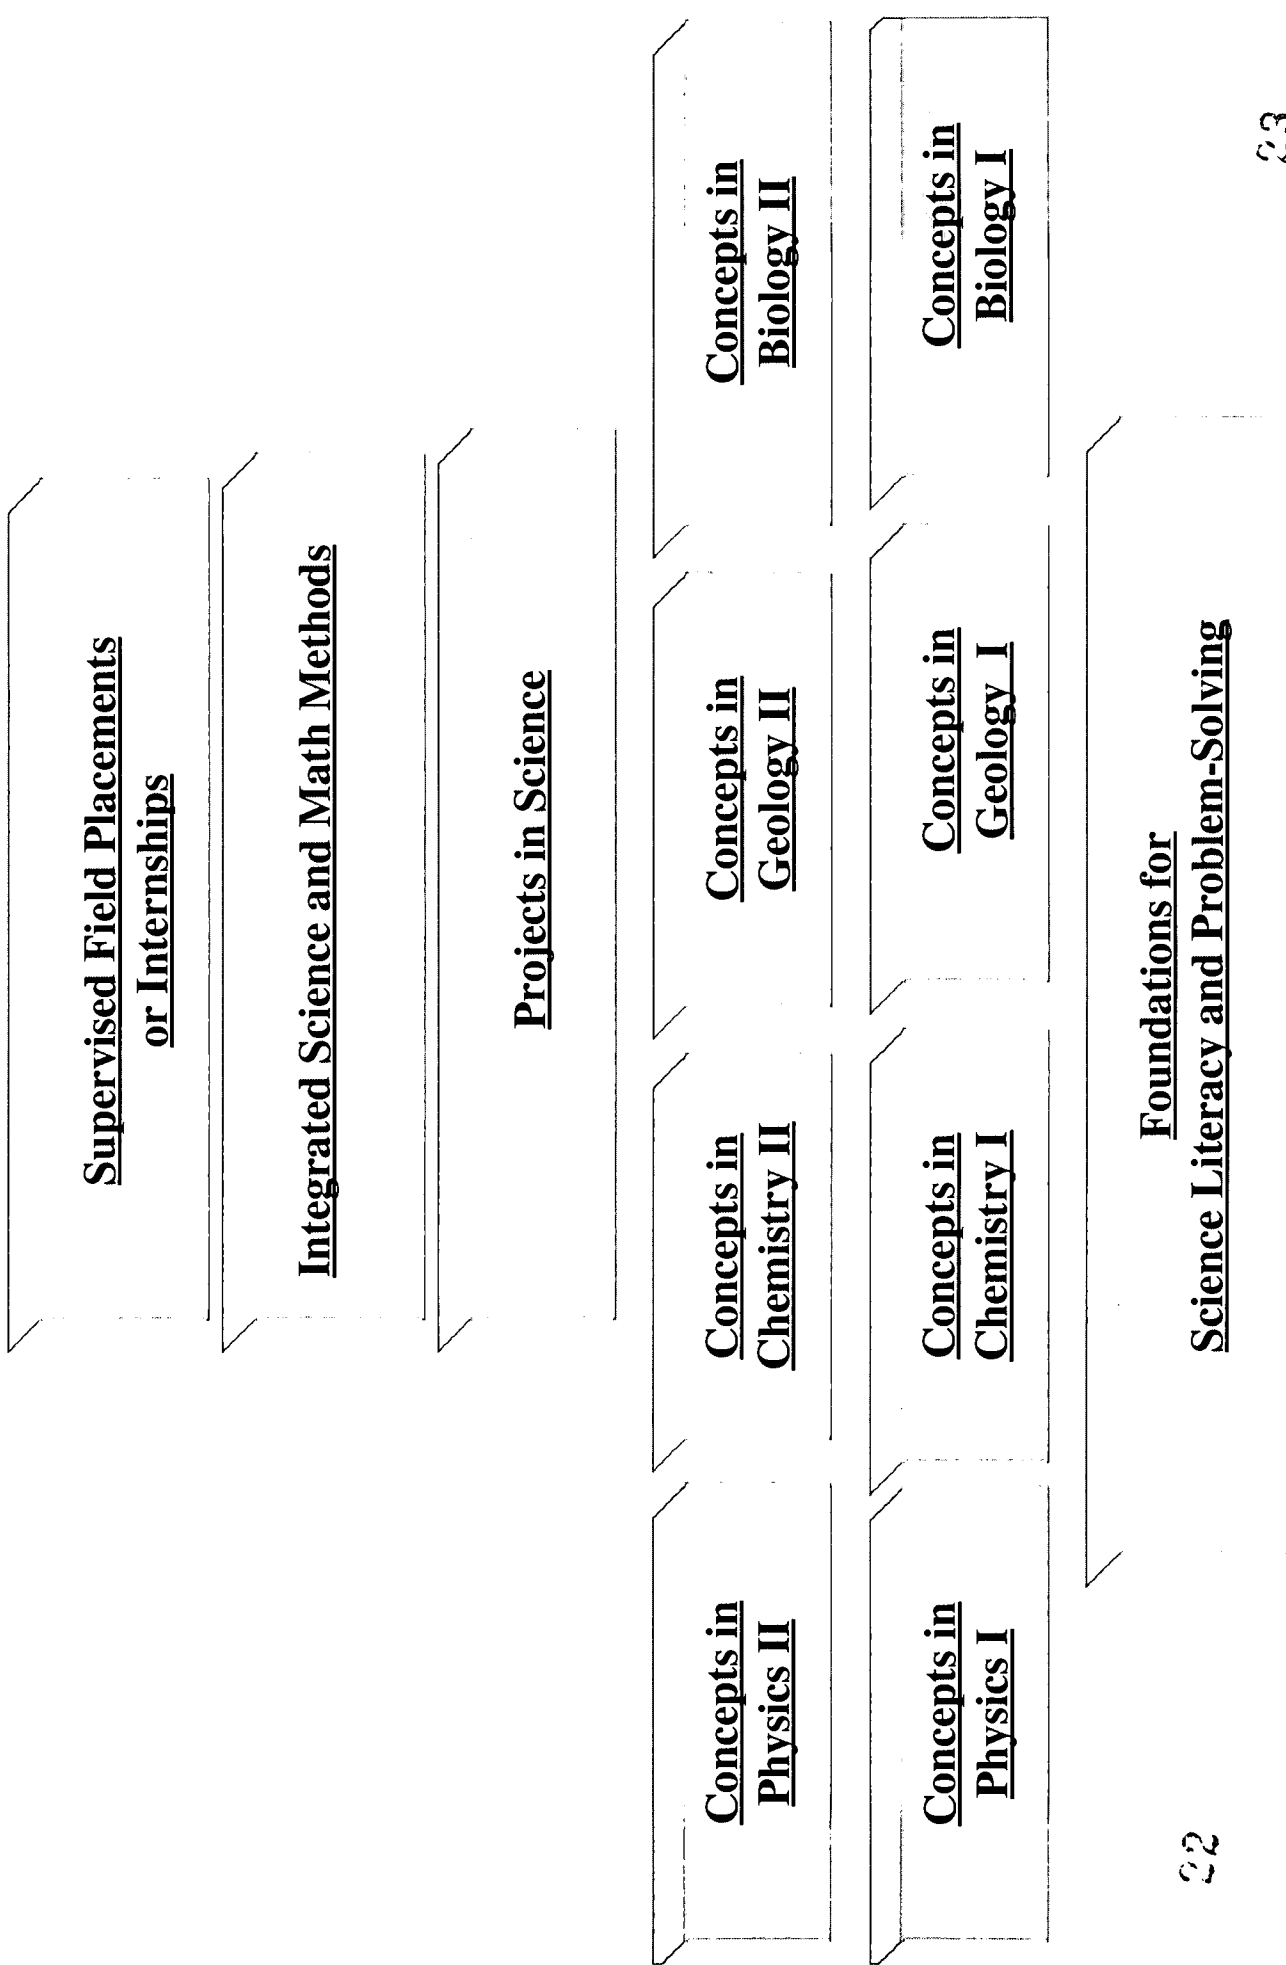 Supervised Field Placements
or Internships
Integrated Science and Math Methods
Projects in Science
Concepts in
Physics II
Concepts in
Chemistry II
Concepts in
Geology II
Concepts in
Biology II
Concepts in
Physics I
Concepts in
Chemistry I
Concepts in
Geology I
Concepts in
Biology I
Foundations for
Science Literacy and Problem-Solving
22
23